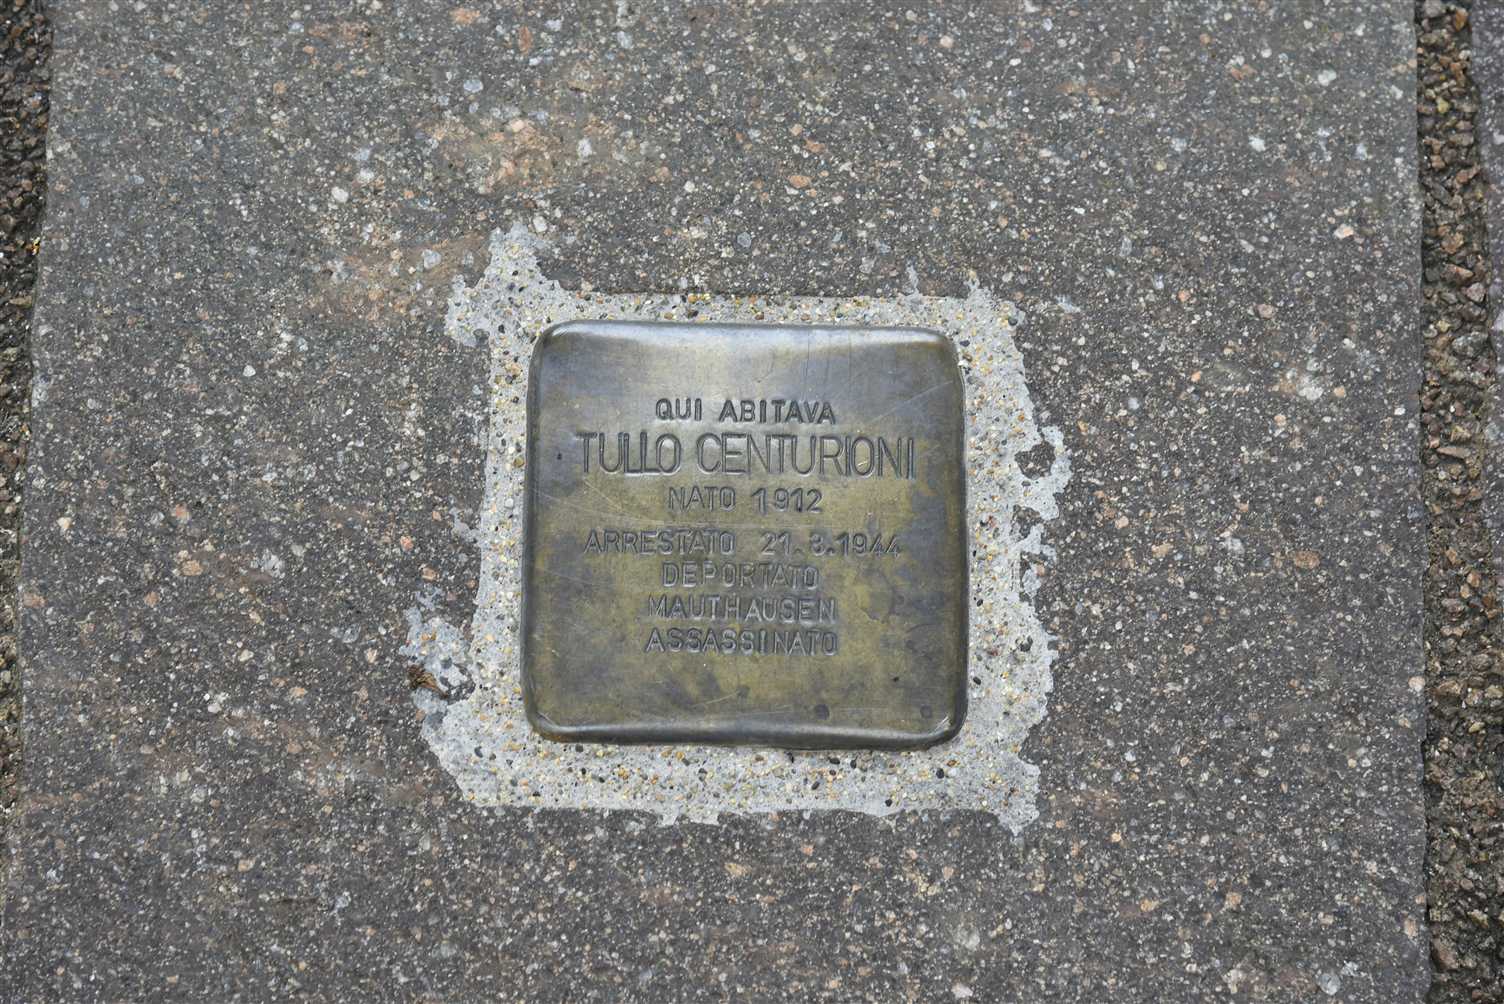 QUI ABITAVA
TULLO CENTURIONI
NATO 1912
ARRESTATO 21.3.1944
DEPORTATO
MAUTHAUSEN
ASSASSINATO